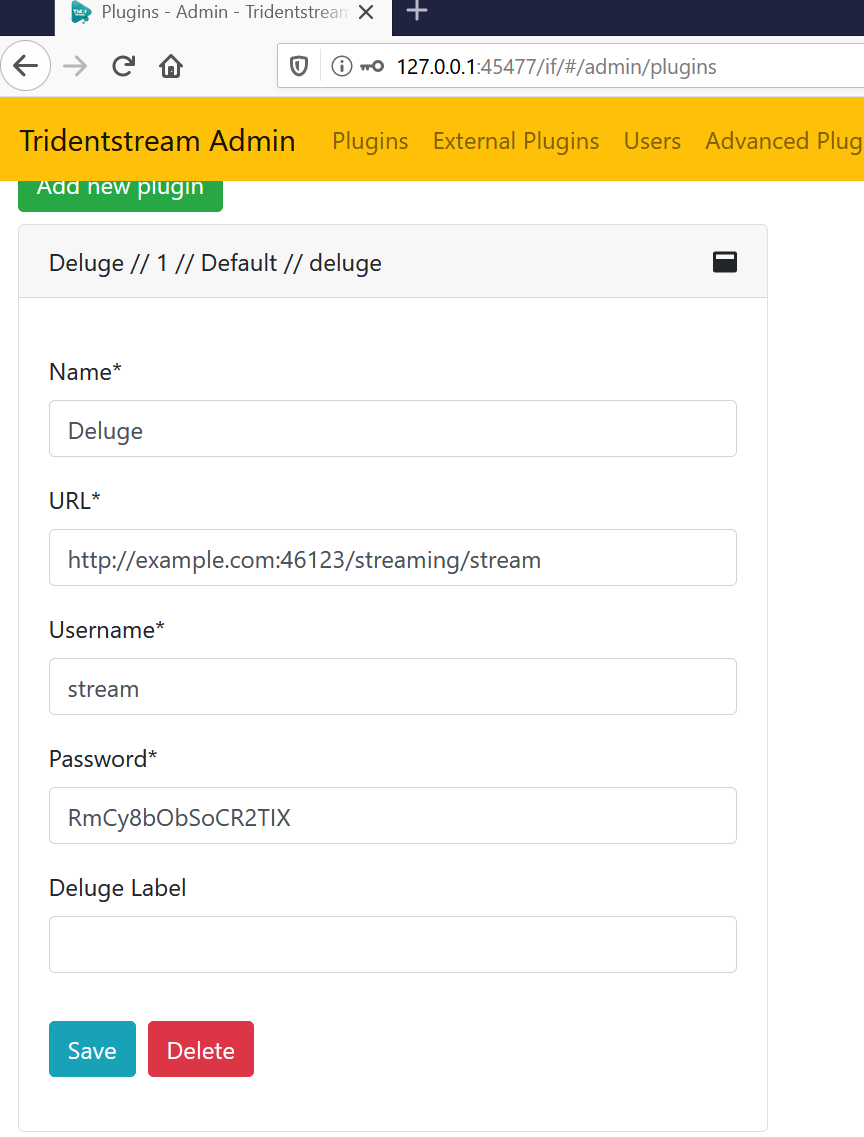 Plugins - Admin - Tridentstream
127.0.0.1:45477/if/#/admin/plugins
Tridentstream Admin Plugins External Plugins Users Advanced Plug
Add new plugin
Deluge // 1 // Default // deluge
Name*
Deluge
URL*
http://example.com:46123/streaming/stream
Username*
stream
Password*
RmCy8bObSoCR2TIX
Deluge Label
Save Delete